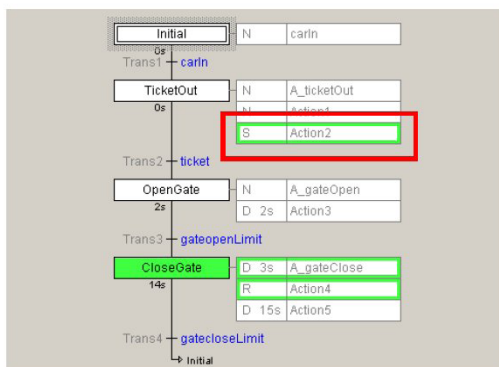 Initial N carIn
0s
Trans1 carIn
TicketOut N A_ticketOut
0s N Action1
S Action2
Trans2 ticket
OpenGate N A_gateOpen
2s D 2s Action3
Trans3 gateopenLimit
CloseGate D 3s A_gateClose
14s R Action4
D 15s Action5
Trans4 gatecloseLimit
Initial